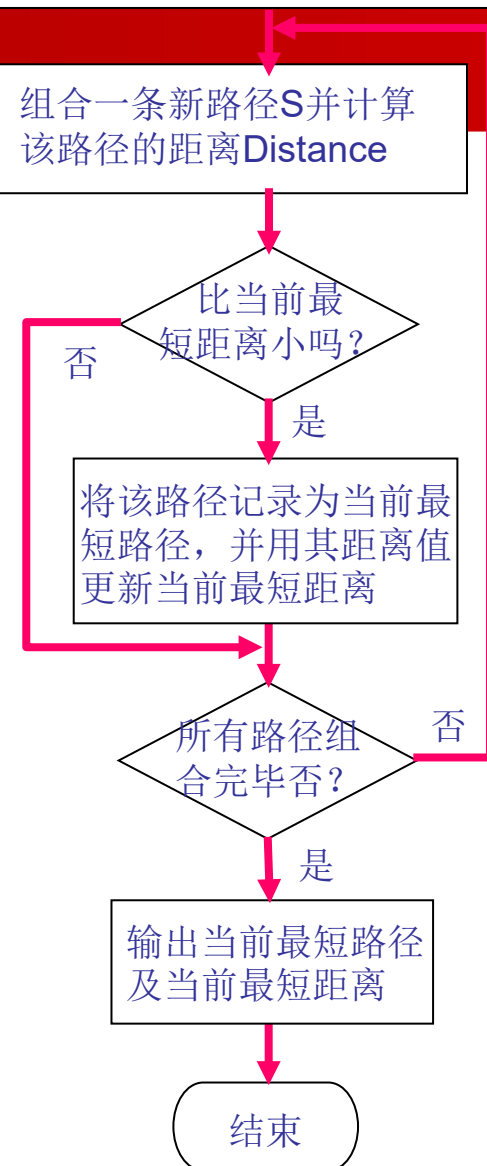 组合一条新路径S并计算
该路径的距离Distance
比当前最
短距离小吗?
否
是
将该路径记录为当前最
短路径，并用其距离值
更新当前最短距离
所有路径组
合完毕否?
否
是
输出当前最短路径
及当前最短距离
结束